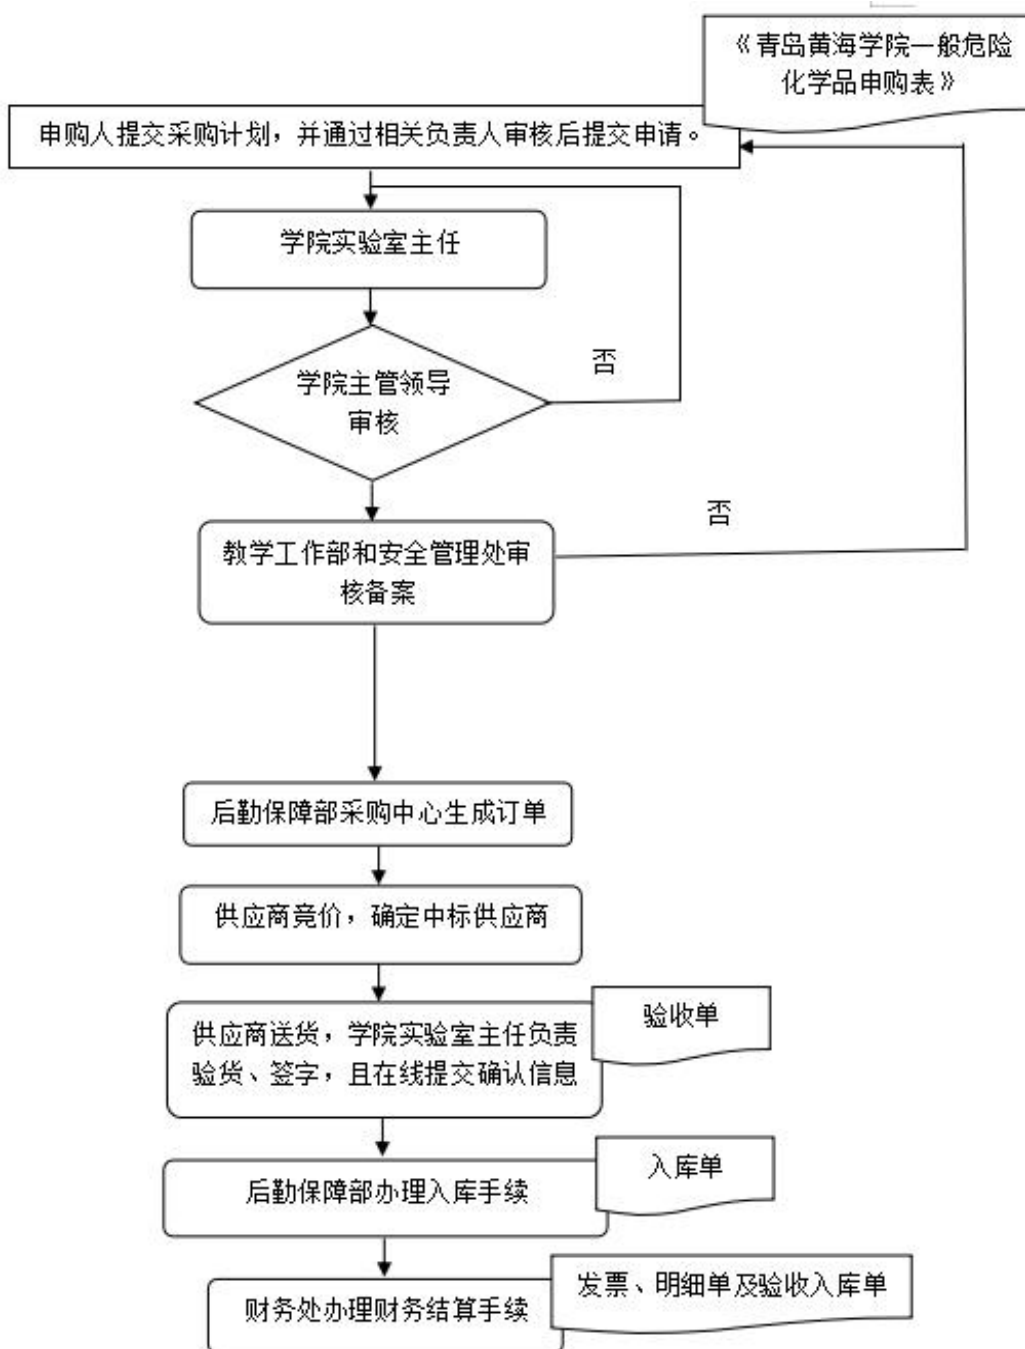 《青岛黄海学院一般危险
化学品申购表》
申购人提交采购计划，并通过相关负责人审核后提交申请。
学院实验室主任
否
学院主管领导
审核
否
教学工作部和安全管理处审
核备案
后勤保障部采购中心生成订单
供应商竞价，确定中标供应商
验收单
供应商送货，学院实验室主任负责
验货、签字，且在线提交确认信息
入库单
后勤保障部办理入库手续
发票、明细单及验收入库单
财务处办理财务结算手续